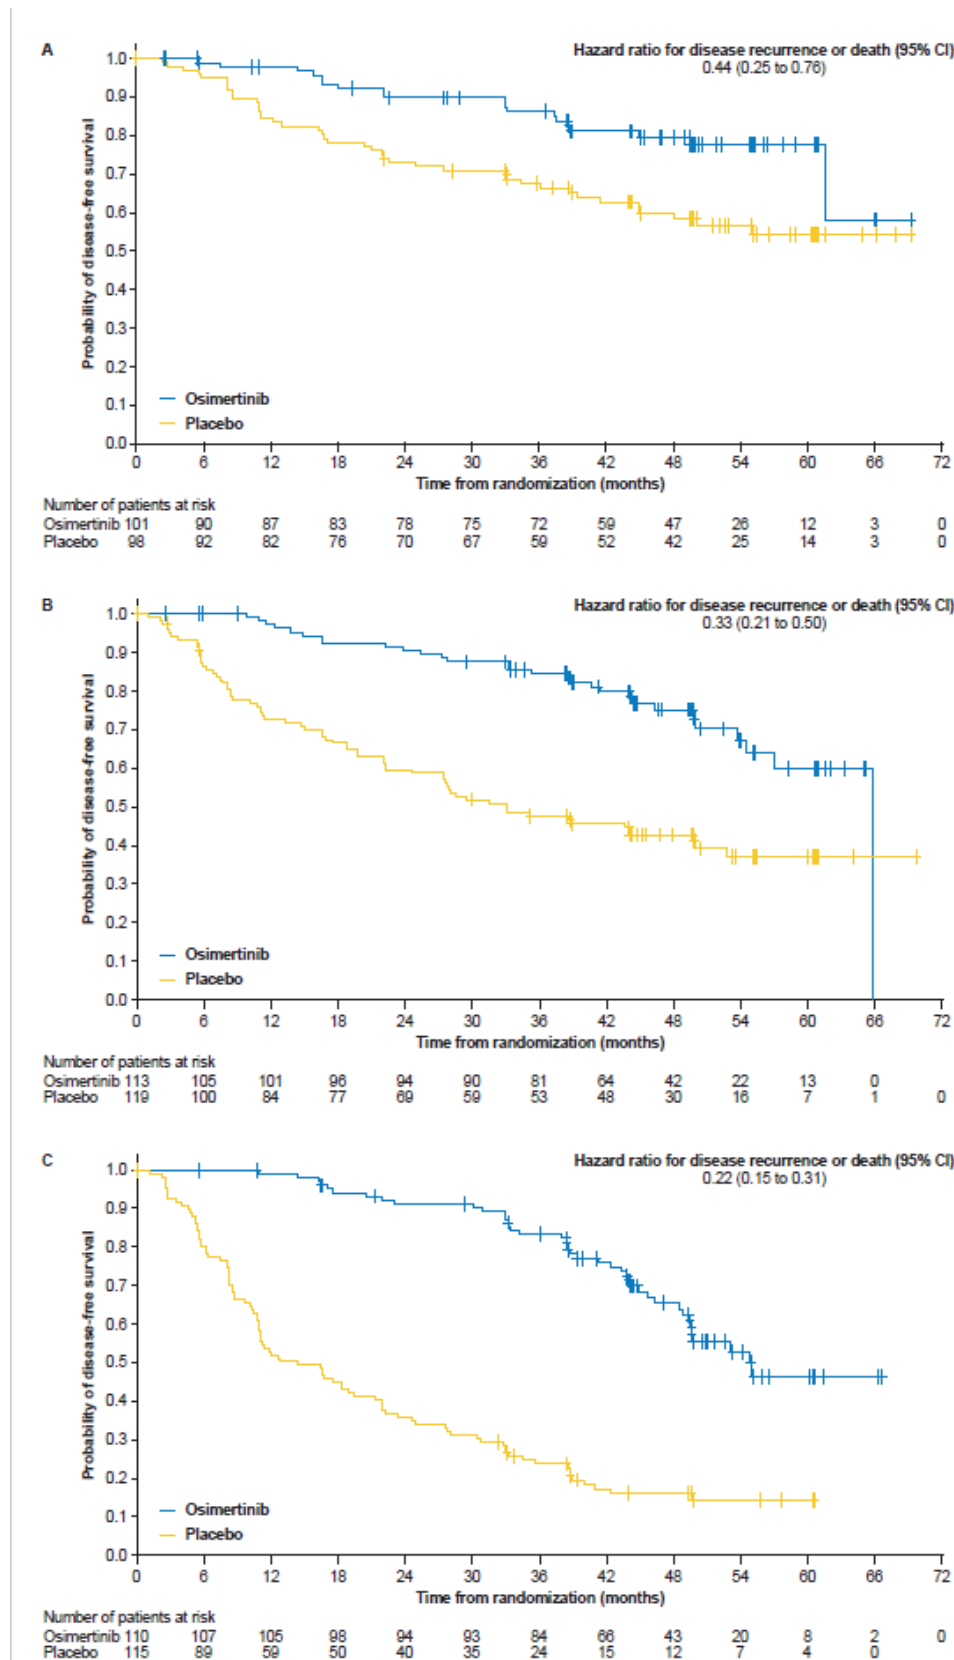 A
Hazard ratio for disease recurrence or death (95% CI)
0.44 (0.25 to 0.76)
Probability of disease-free survival
1.0
0.9
0.8
0.7
0.6
0.5
0.4
0.3
0.2
0.1
0.0
Osimertinib
Placebo
0 6 12 18 24 30 36 42 48 54 60 66 72
Time from randomization (months)
Number of patients at risk
Osimertinib 101 90 87 83 78 75 72 59 47 26 12 3 0
Placebo 98 92 82 76 70 67 59 52 42 25 14 3 0
B
Hazard ratio for disease recurrence or death (95% CI)
0.33 (0.21 to 0.50)
Probability of disease-free survival
1.0
0.9
0.8
0.7
0.6
0.5
0.4
0.3
0.2
0.1
0.0
Osimertinib
Placebo
0 6 12 18 24 30 36 42 48 54 60 66 72
Time from randomization (months)
Number of patients at risk
Osimertinib 113 105 101 96 94 90 81 64 42 22 13 0
Placebo 119 100 84 77 69 59 53 48 30 16 7 1 0
C
Hazard ratio for disease recurrence or death (95% CI)
0.22 (0.15 to 0.31)
Probability of disease-free survival
1.0
0.9
0.8
0.7
0.6
0.5
0.4
0.3
0.2
0.1
0.0
Osimertinib
Placebo
0 6 12 18 24 30 36 42 48 54 60 66 72
Time from randomization (months)
Number of patients at risk
Osimertinib 110 107 105 98 94 93 84 66 43 20 8 2 0
Placebo 115 89 59 50 40 35 24 15 12 7 4 0